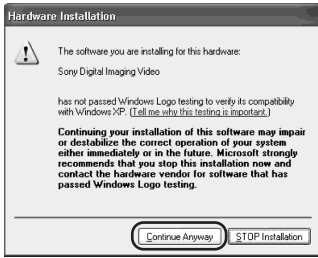 Hardware Installation
The software you are installing for this hardware:
Sony Digital Imaging Video
has not passed Windows Logo testing to verify its compatibility
with Windows XP. (Tell me why this testing is important.)
Continuing your installation of this software may impair
or destabilize the correct operation of your system
either immediately or in the future. Microsoft strongly
recommends that you stop this installation now and
contact the hardware vendor for software that has
passed Windows Logo testing.
Continue Anyway
STOP Installation